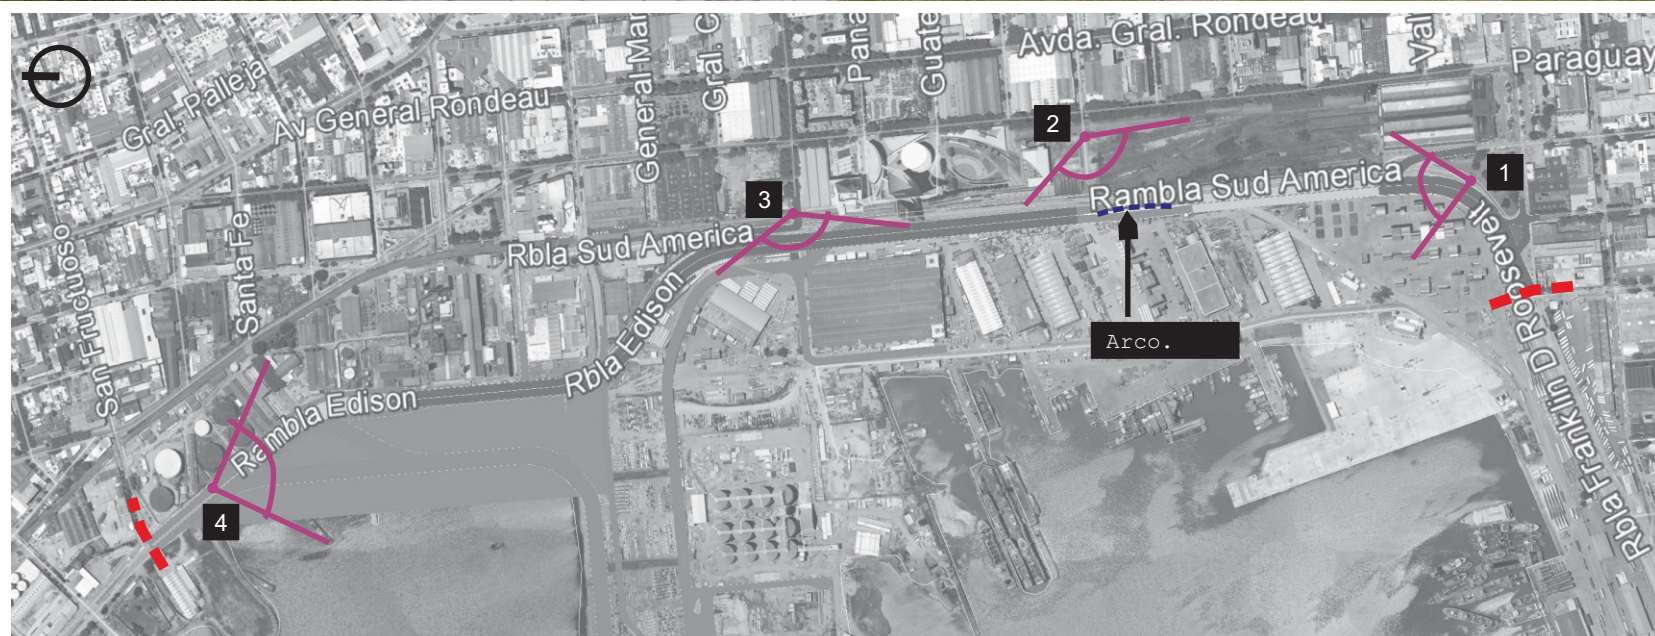 Gral. Palleja
Av General Rondeau
General Mar
Gral. G
Pana
Guate
Avda. Gral. Rondeau
Val
Paraguay
2
1
3
Rambla Sud America
Rbla Sud America
San Fructuoso
Santa Fe
Rbla Edison
Arco.
Rambla Edison
4
Rbla Franklin D Roosevelt
Rbla